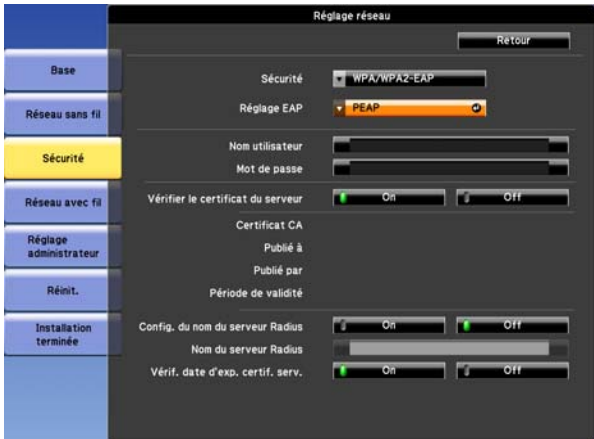 Réglage réseau
Retour
Base
Réseau sans fil
Sécurité
Réseau avec fil
Réglage
administrateur
Réinit.
Installation
terminée
Sécurité WPA/WPA2-EAP
Réglage EAP PEAP
Nom utilisateur
Mot de passe
Vérifier le certificat du serveur On Off
Certificat CA
Publié à
Publié par
Période de validité
Config. du nom du serveur Radius On Off
Nom du serveur Radius
Vérif. date d'exp. certif. serv. On Off